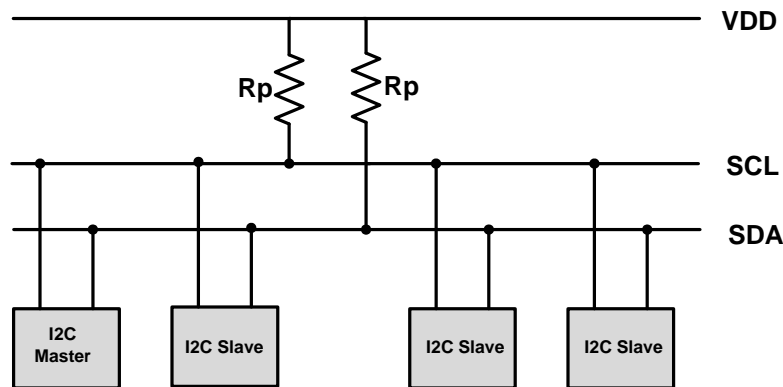 VDD
Rp
Rp
SCL
SDA
I2C
Master
I2C Slave
I2C Slave
I2C Slave